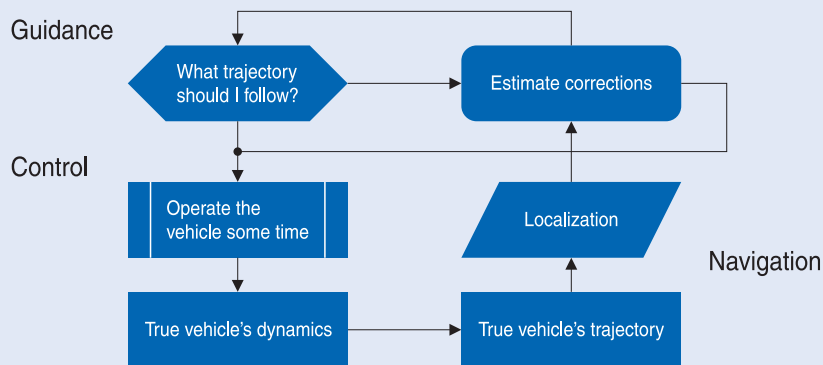 Guidance
What trajectory
should I follow?
Estimate corrections
Control
Operate the
vehicle some time
Localization
Navigation
True vehicle's dynamics
True vehicle's trajectory